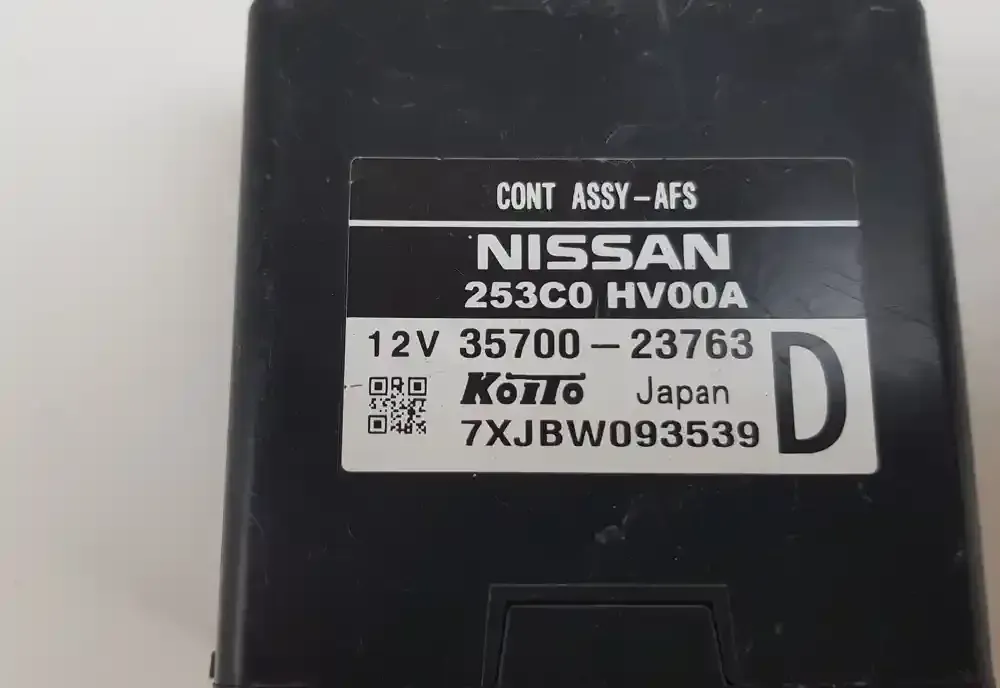 CONT ASSY-AFS
NISSAN
253C0 HV00A
12V 35700-23763
KOITO Japan
7XJBW093539
D